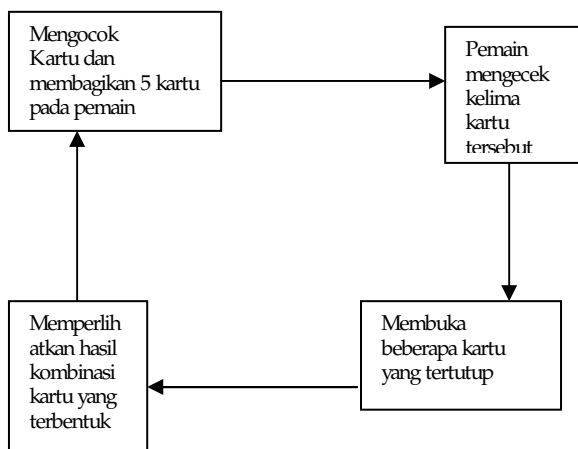 Mengocok
Kartu dan
membagikan 5 kartu
pada pemain
Pemain
mengecek
kelima
kartu
tersebut
Membuka
beberapa kartu
yang tertutup
Memperlih
atkan hasil
kombinasi
kartu yang
terbentuk